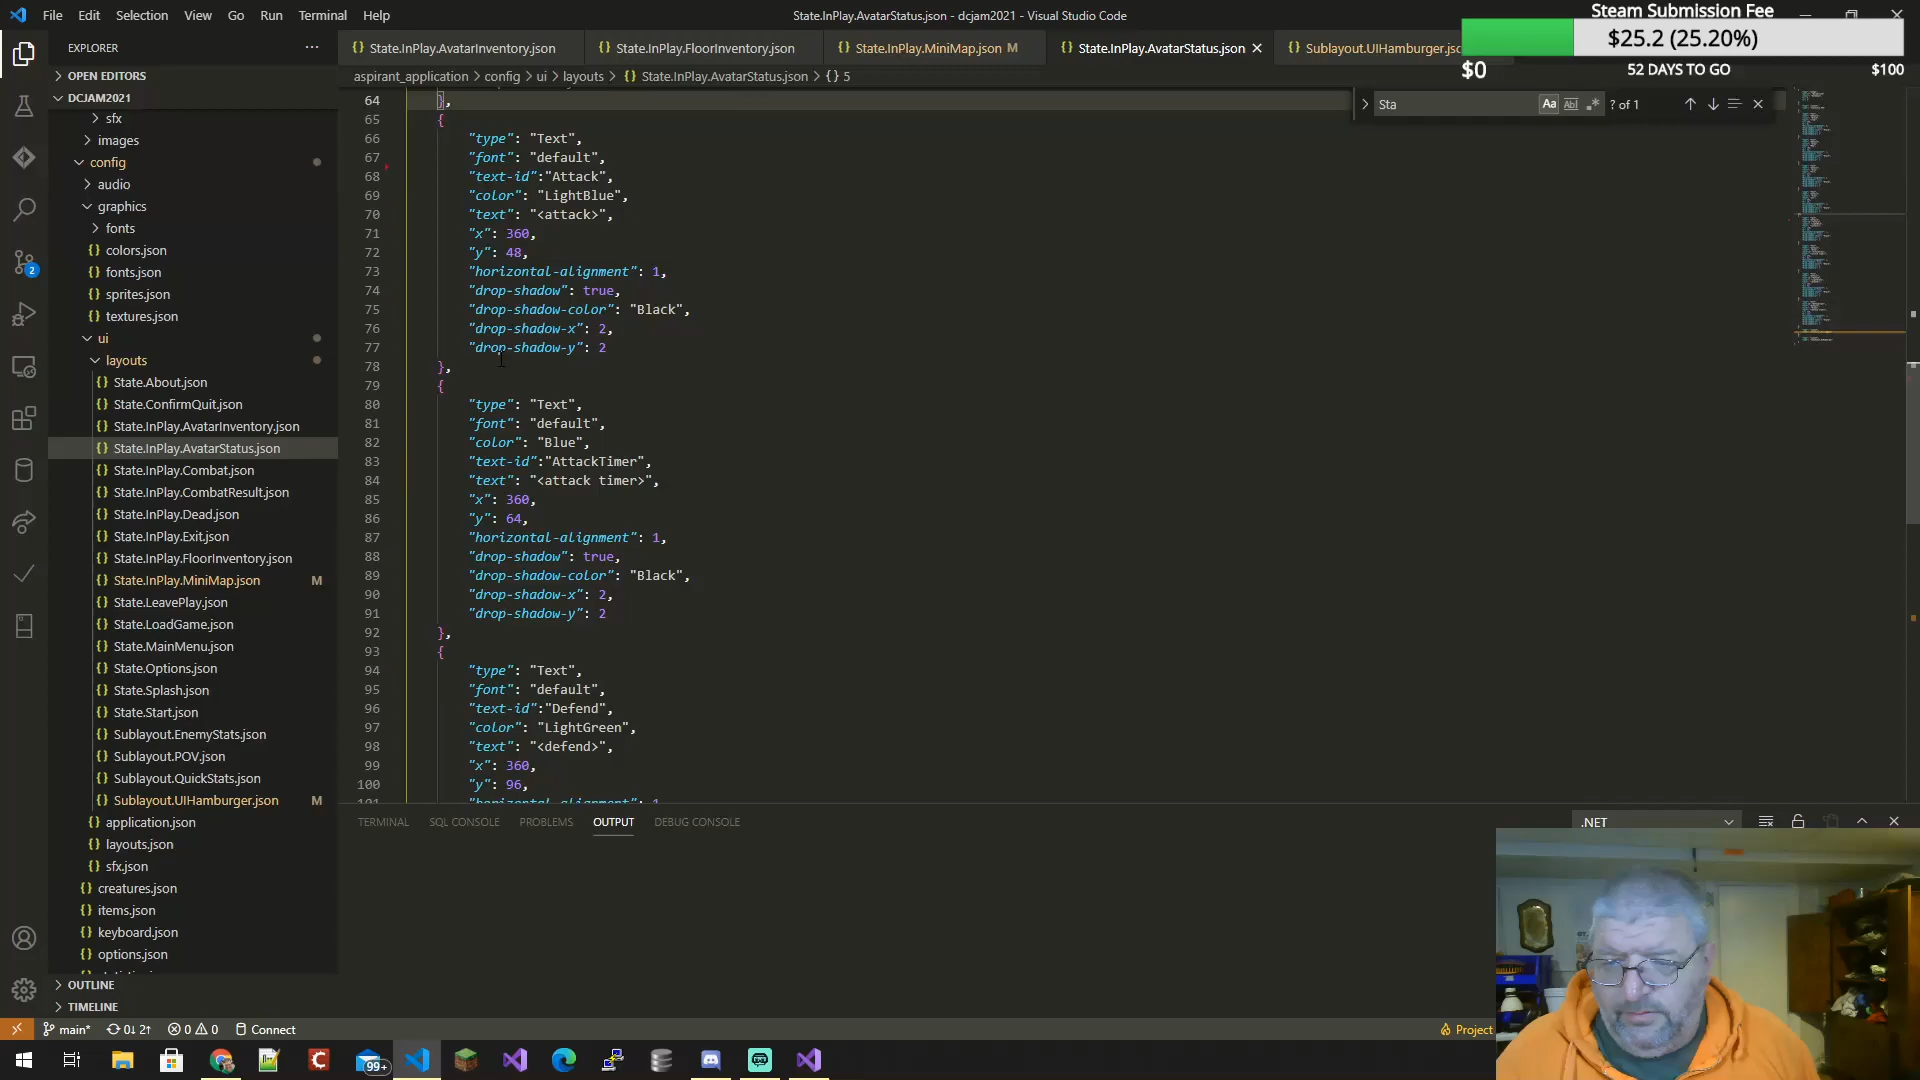 File Edit Selection View Go Run Terminal Help
State.InPlay.AvatarStatus.json - dcjam2021 - Visual Studio Code
Steam Submission Fee
$25.2 (25.20%)
$0 52 DAYS TO GO $100
EXPLORER
OPEN EDITORS
DCJAM2021
sfx
images
config
audio
graphics
fonts
colors.json
fonts.json
sprites.json
textures.json
ui
layouts
State.About.json
State.ConfirmQuit.json
State.InPlay.AvatarInventory.json
State.InPlay.AvatarStatus.json
State.InPlay.Combat.json
State.InPlay.CombatResult.json
State.InPlay.Dead.json
State.InPlay.Exit.json
State.InPlay.FloorInventory.json
State.InPlay.MiniMap.json M
State.LeavePlay.json
State.LoadGame.json
State.MainMenu.json
State.Options.json
State.Splash.json
State.Start.json
Sublayout.EnemyStats.json
Sublayout.POV.json
Sublayout.QuickStats.json
Sublayout.UIHamburger.json M
application.json
layouts.json
sfx.json
creatures.json
items.json
keyboard.json
options.json
OUTLINE
TIMELINE
State.InPlay.AvatarInventory.json State.InPlay.FloorInventory.json State.InPlay.MiniMap.json M State.InPlay.AvatarStatus.json Sublayout.UIHamburger.jsc
aspirant_application > config > ui > layouts > {} State.InPlay.AvatarStatus.json > {} 5
Sta Aa Abl .* ? of 1
64 },
65 {
66 "type": "Text",
67 "font": "default",
68 "text-id":"Attack",
69 "color": "LightBlue",
70 "text": "<attack>",
71 "x": 360,
72 "y": 48,
73 "horizontal-alignment": 1,
74 "drop-shadow": true,
75 "drop-shadow-color": "Black",
76 "drop-shadow-x": 2,
77 "drop-shadow-y": 2
78 },
79 {
80 "type": "Text",
81 "font": "default",
82 "color": "Blue",
83 "text-id":"AttackTimer",
84 "text": "<attack timer>",
85 "x": 360,
86 "y": 64,
87 "horizontal-alignment": 1,
88 "drop-shadow": true,
89 "drop-shadow-color": "Black",
90 "drop-shadow-x": 2,
91 "drop-shadow-y": 2
92 },
93 {
94 "type": "Text",
95 "font": "default",
96 "text-id":"Defend",
97 "color": "LightGreen",
98 "text": "<defend>",
99 "x": 360,
100 "y": 96,
101 "horizontal-alignment": 1
TERMINAL SQL CONSOLE PROBLEMS OUTPUT DEBUG CONSOLE
.NET
main* 0↓ 2↑ 0 0 Connect
Project
2
99+